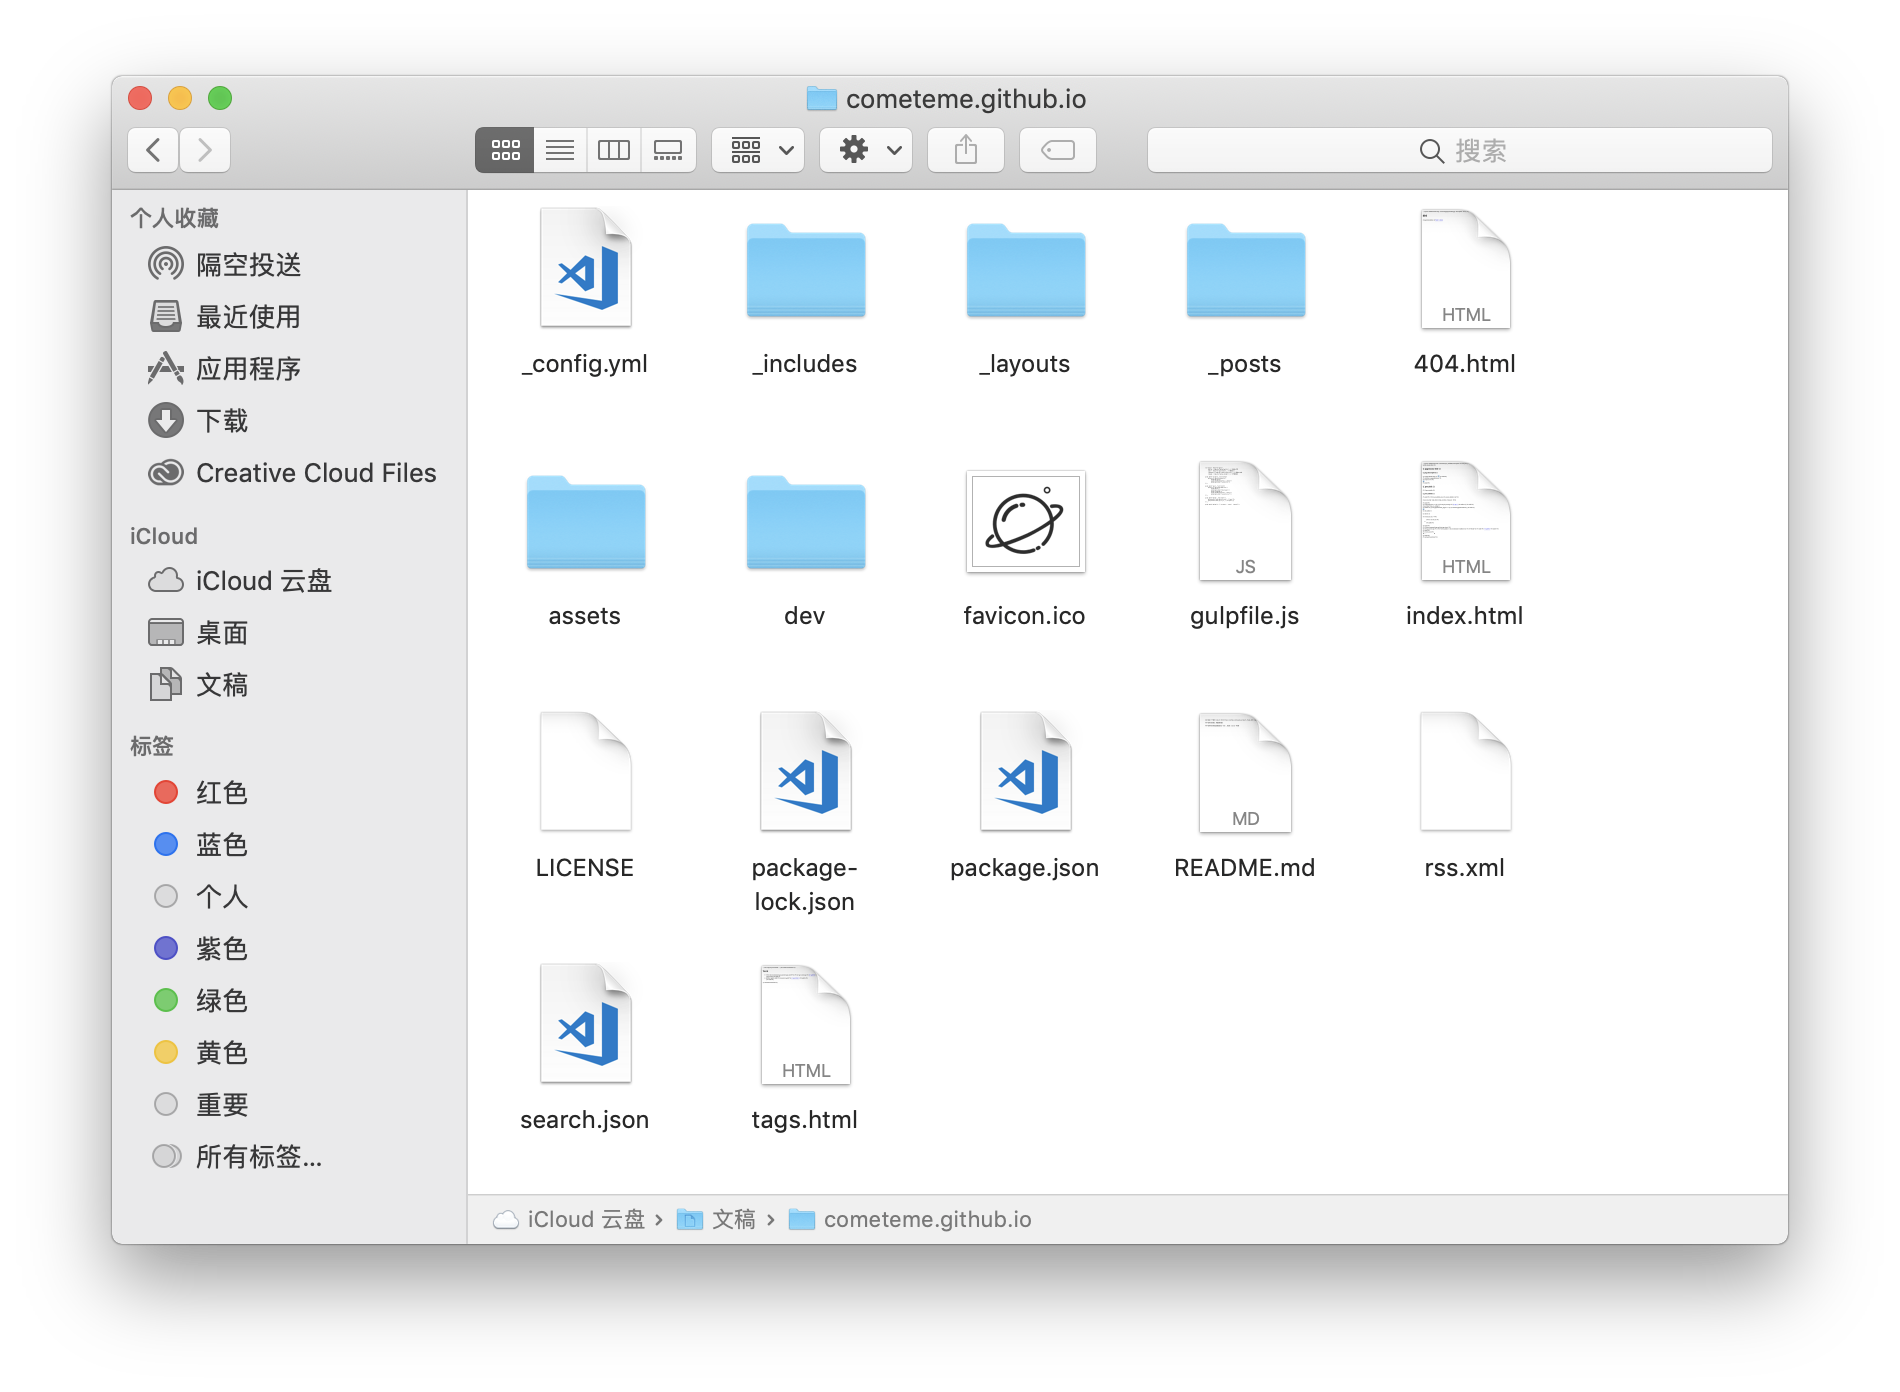 cometeme.github.io
搜索
个人收藏
隔空投送
最近使用
应用程序
下载
Creative Cloud Files
iCloud
iCloud 云盘
桌面
文稿
标签
红色
蓝色
个人
紫色
绿色
黄色
重要
所有标签...
_config.yml
_includes
_layouts
_posts
HTML
404.html
assets
dev
favicon.ico
JS
gulpfile.js
HTML
index.html
LICENSE
package-
lock.json
package.json
MD
README.md
rss.xml
search.json
HTML
tags.html
iCloud 云盘 › 文稿 › cometeme.github.io